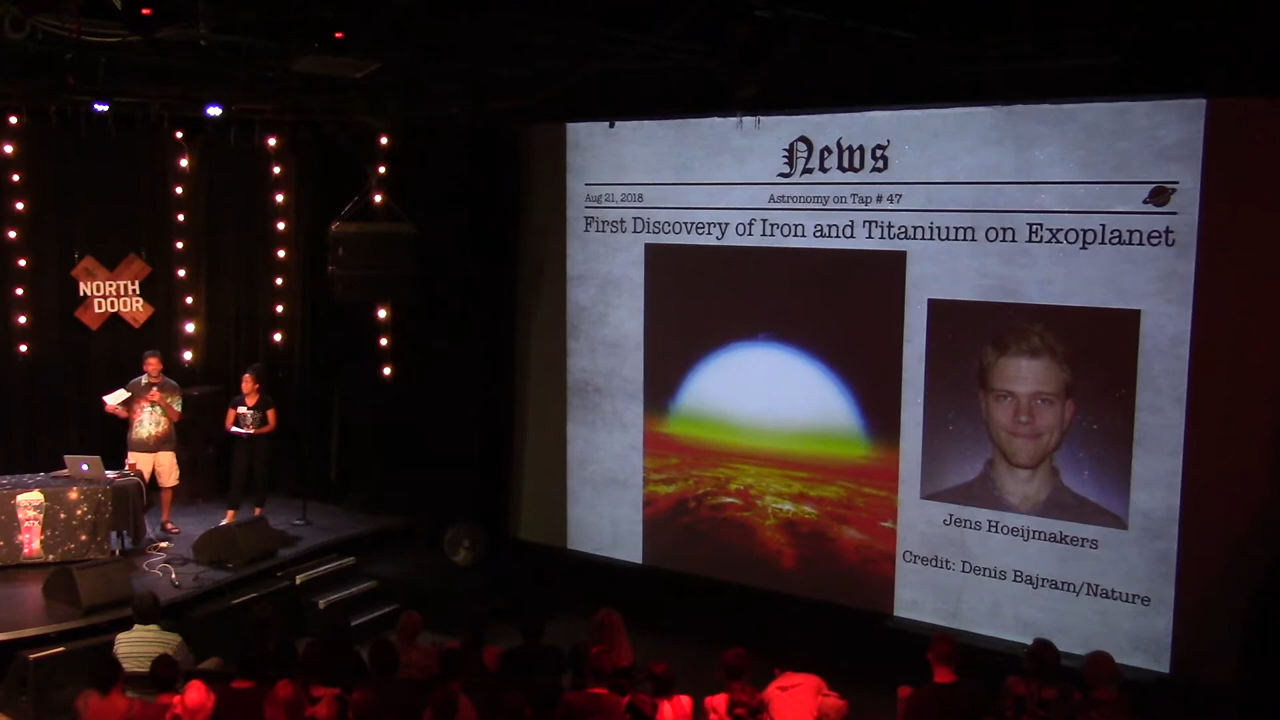 News
Aug 21, 2018
Astronomy on Tap # 47
First Discovery of Iron and Titanium on Exoplanet
Jens Hoeijmakers
Credit: Denis Bajram/Nature
NORTH
DOOR
ATX